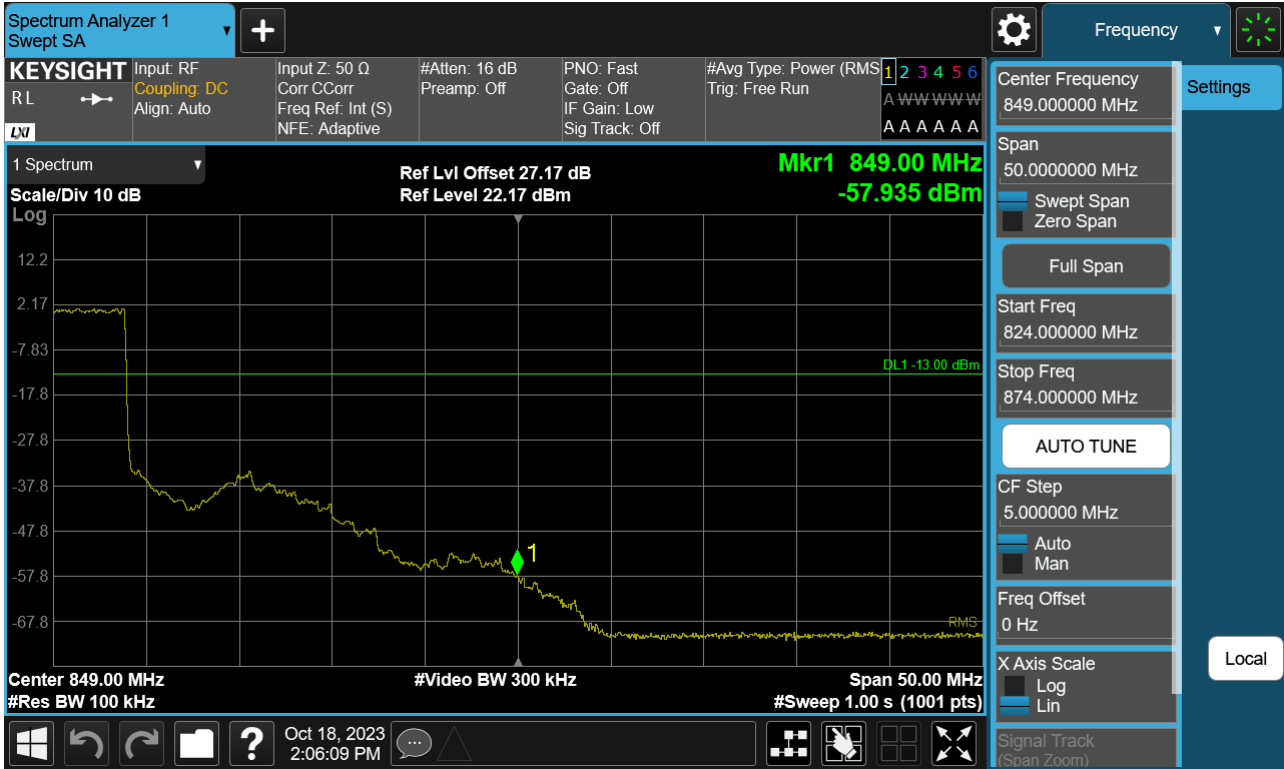 Spectrum Analyzer 1
Swept SA
Frequency
KEYSIGHT
R L
LXI
Input: RF
Coupling: DC
Align: Auto
Input Z: 50 Ω
Corr CCorr
Freq Ref: Int (S)
NFE: Adaptive
#Atten: 16 dB
Preamp: Off
PNO: Fast
Gate: Off
IF Gain: Low
Sig Track: Off
#Avg Type: Power (RMS
Trig: Free Run
1 2 3 4 5 6
A W W W W W
A A A A A A
1 Spectrum
Scale/Div 10 dB
Log
Ref Lvl Offset 27.17 dB
Ref Level 22.17 dBm
Mkr1 849.00 MHz
-57.935 dBm
12.2
2.17
-7.83
-17.8
-27.8
-37.8
-47.8
-57.8
-67.8
DL1 -13.00 dBm
1
RMS
Center 849.00 MHz
#Video BW 300 kHz
Span 50.00 MHz
#Res BW 100 kHz
#Sweep 1.00 s (1001 pts)
Center Frequency
849.000000 MHz
Settings
Span
50.0000000 MHz
Swept Span
Zero Span
Full Span
Start Freq
824.000000 MHz
Stop Freq
874.000000 MHz
AUTO TUNE
CF Step
5.000000 MHz
Auto
Man
Freq Offset
0 Hz
X Axis Scale
Log
Lin
Signal Track
(Span Zoom)
Local
?
Oct 18, 2023
2:06:09 PM